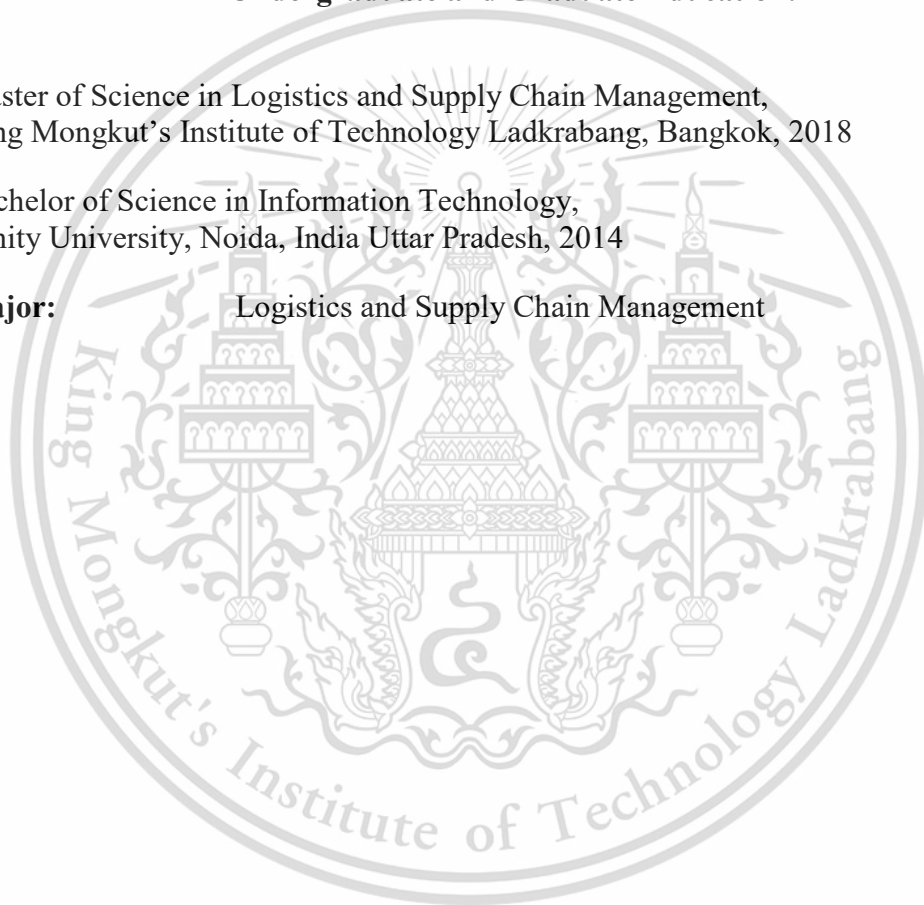 aster of Science in Logistics and Supply Chain Management,
ng Mongkut’s Institute of Technology Ladkrabang, Bangkok, 2018
chelor of Science in Information Technology,
nity University, Noida, India Uttar Pradesh, 2014
ajor: Logistics and Supply Chain Management
King Mongkut's Institute of Technology Ladkrabang